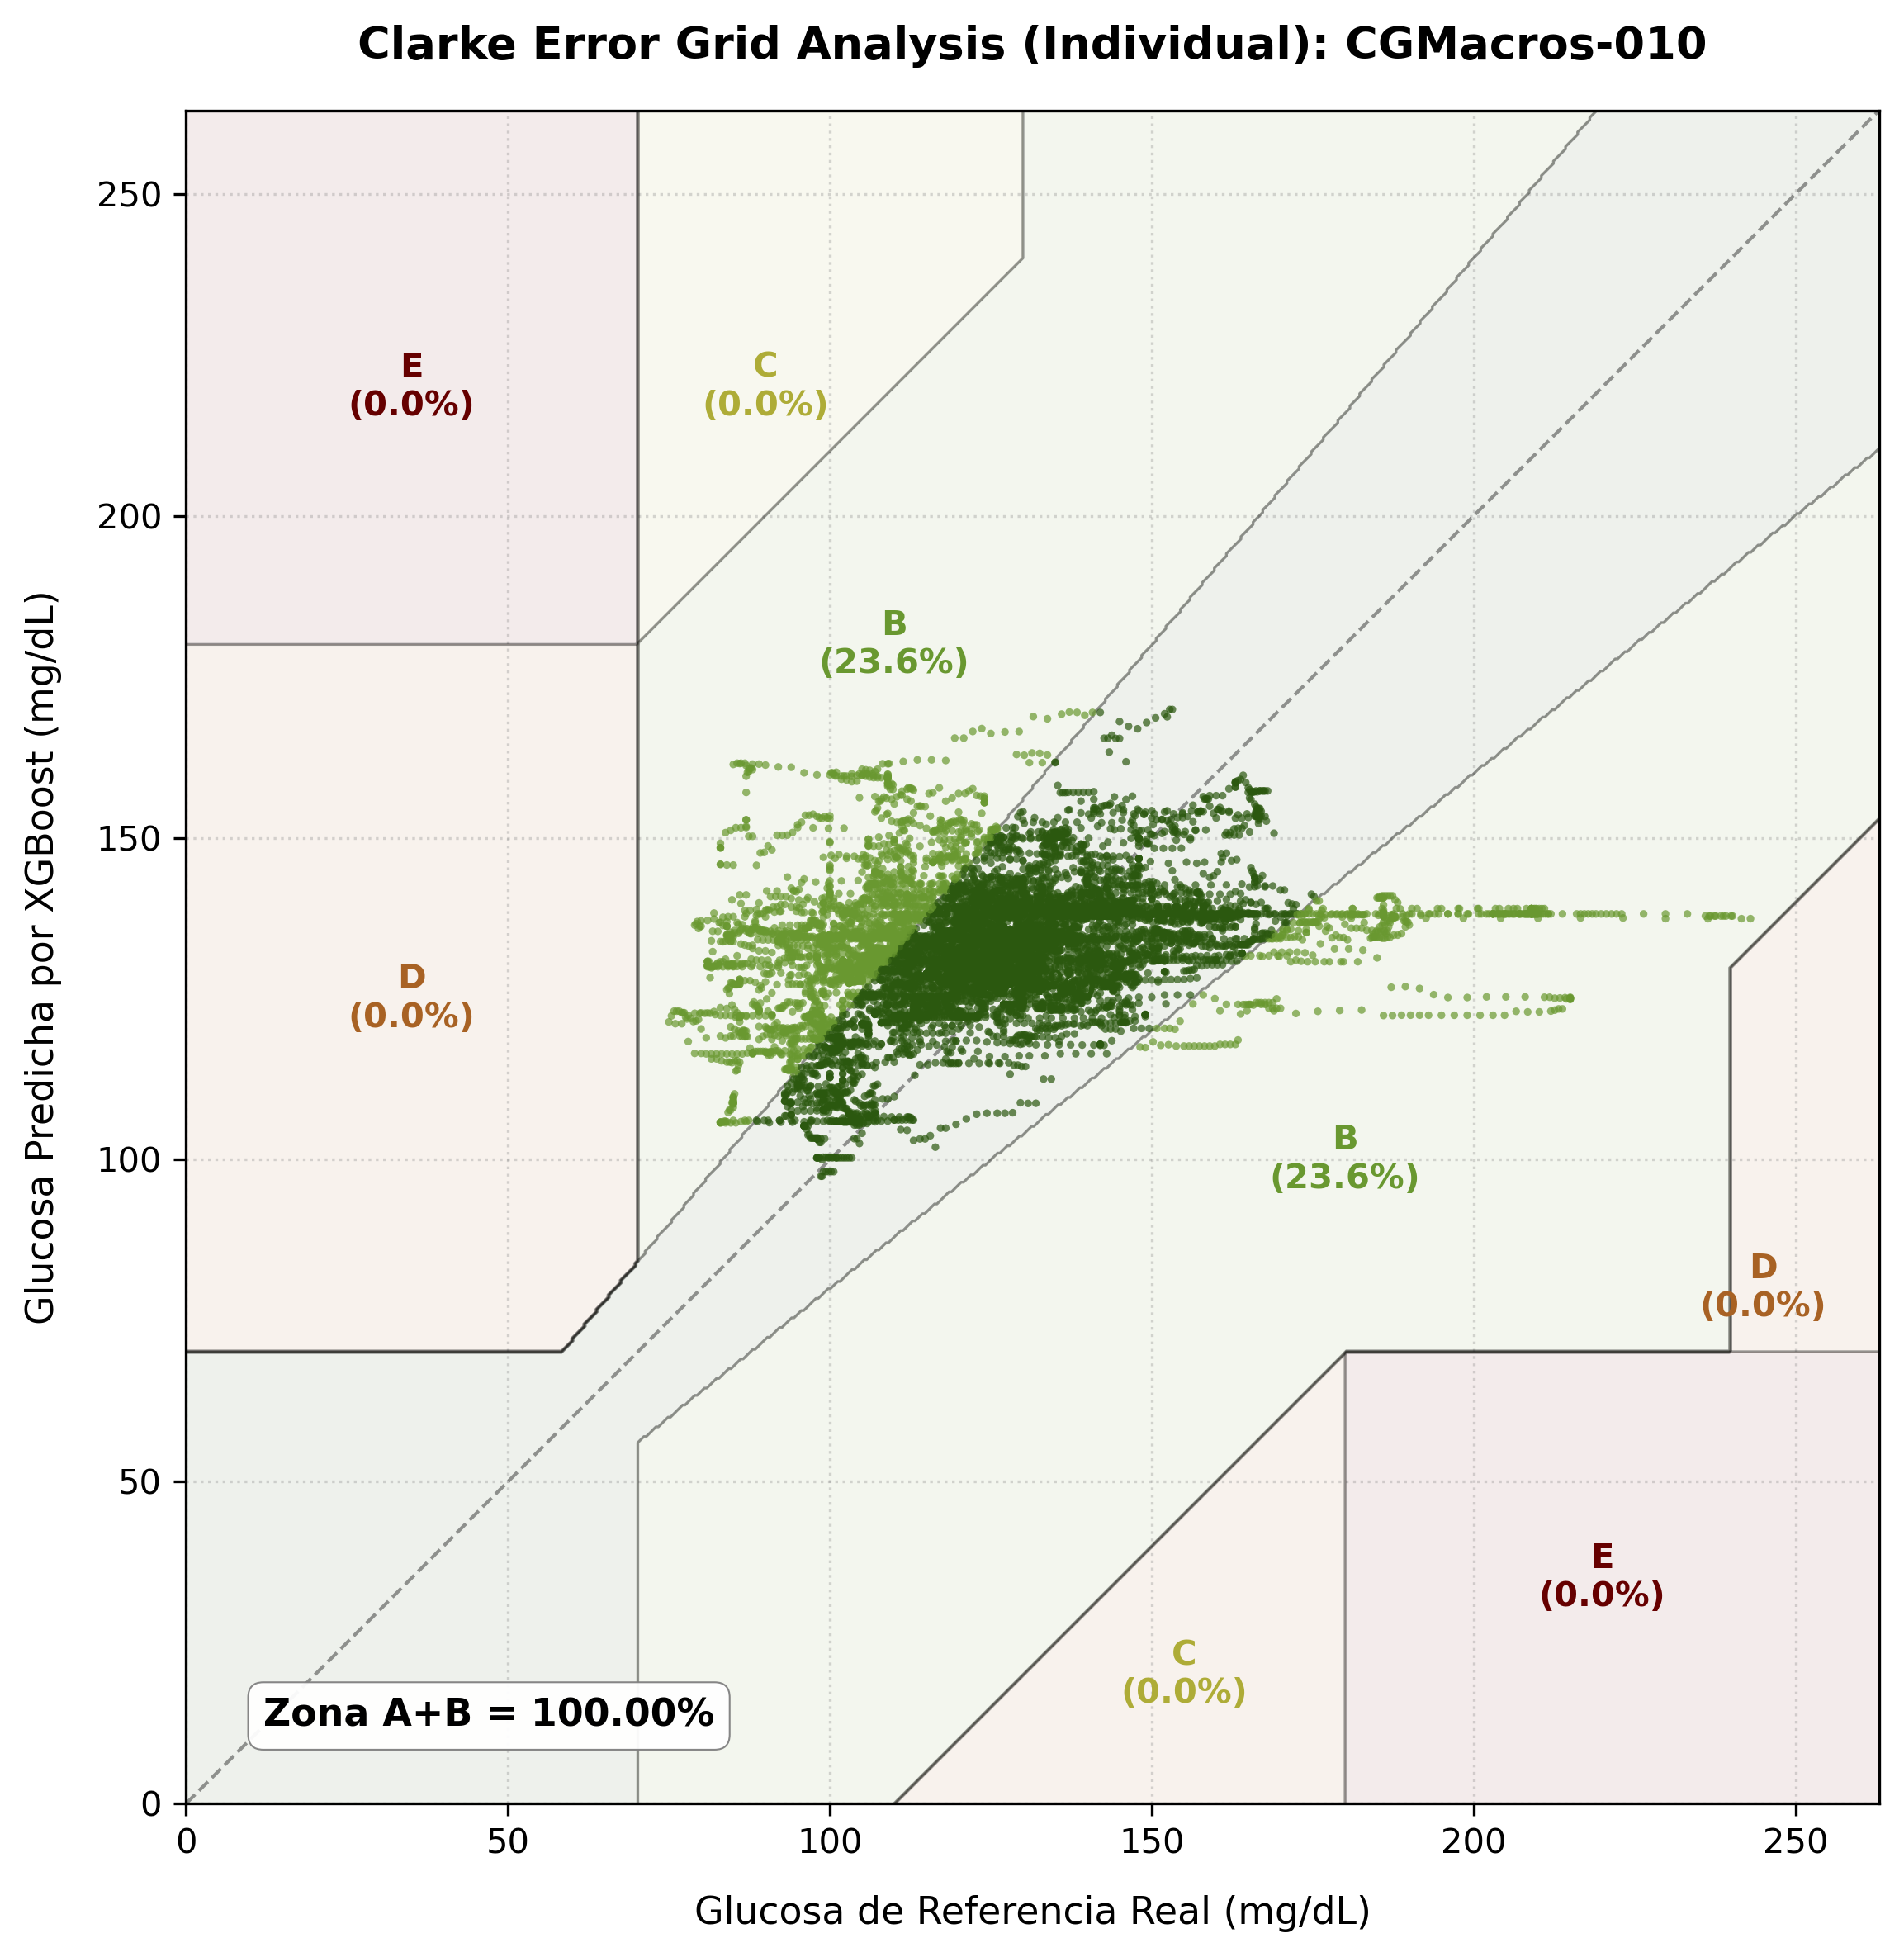 Clarke Error Grid Analysis (Individual): CGMacros-010
Glucosa Predicha por XGBoost (mg/dL)
250
200
150
100
50
0
E
(0.0%)
C
(0.0%)
B
(23.6%)
D
(0.0%)
B
(23.6%)
D
(0.0%)
E
(0.0%)
C
(0.0%)
Zona A+B = 100.00%
0
50
100
150
200
250
Glucosa de Referencia Real (mg/dL)